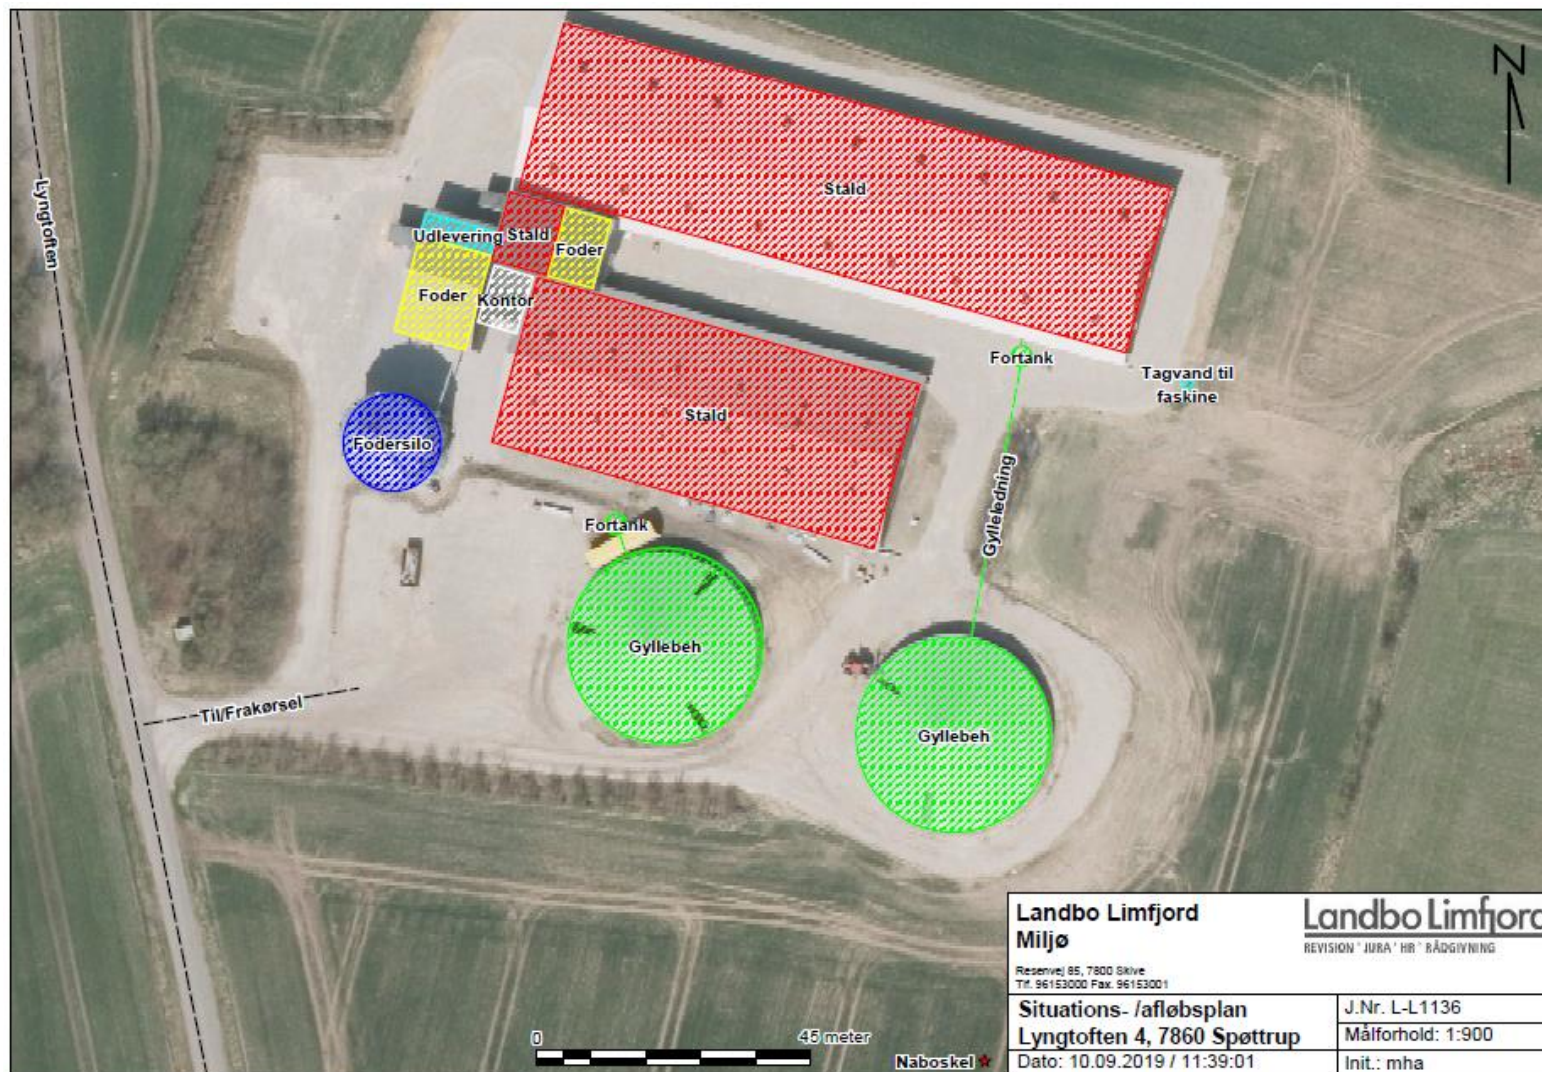 N
Lyngtoften
Stald
Udlevering
Stald
Foder
Foder
Kontor
Fortank
Tagvand til
faskine
Stald
Fodersilo
Gylleledning
Fortank
Gyllebeh
Til/Frakørsel
Gyllebeh
0 45 meter
Naboskel
Landbo Limfjord
Miljø
Landbo Limfjord
REVISION ' JURA ' HR ' RÅDGIVNING
Resenvej 85, 7800 Skive
Tlf. 96153000 Fax. 96153001
Situations- /afløbsplan
Lyngtoften 4, 7860 Spøttrup
J.Nr. L-L1136
Målforhold: 1:900
Dato: 10.09.2019 / 11:39:01
Init.: mha